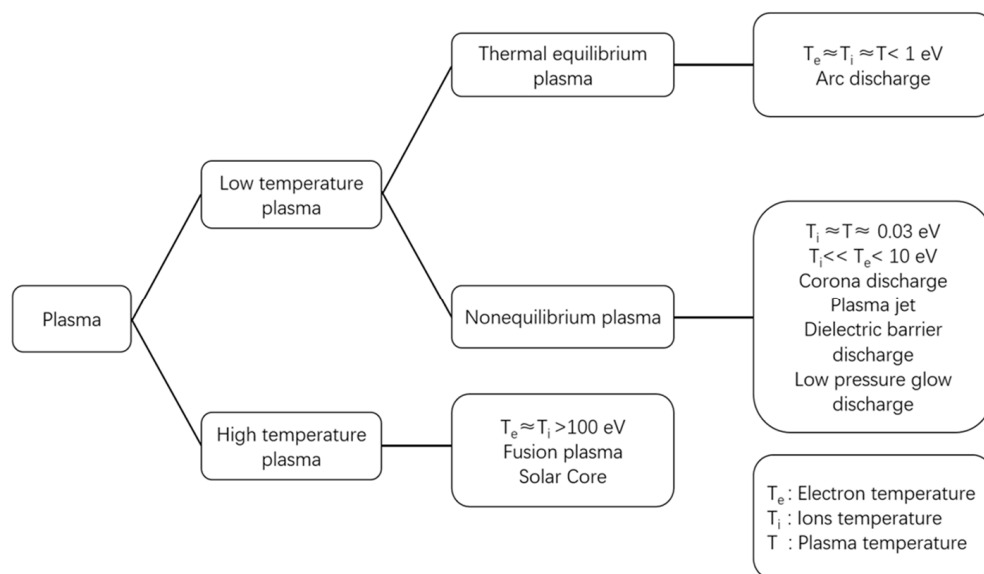 Plasma
Low temperature
plasma
High temperature
plasma
Thermal equilibrium
plasma
Nonequilibrium plasma
Tₑ≈Tᵢ >100 eV
Fusion plasma
Solar Core
Tₑ≈Tᵢ ≈T< 1 eV
Arc discharge
Tᵢ ≈T≈ 0.03 eV
Tᵢ<< Tₑ< 10 eV
Corona discharge
Plasma jet
Dielectric barrier
discharge
Low pressure glow
discharge
Tₑ : Electron temperature
Tᵢ : Ions temperature
T : Plasma temperature